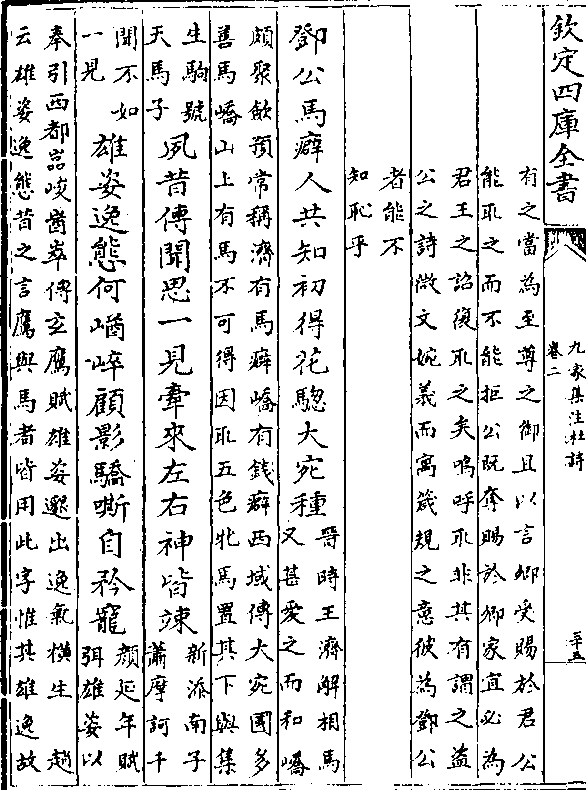 欽定四庫全書
九家集注杜詩
卷二
二十五
有之當為至尊之御且以言卿受賜於君公
能取之而不能拒公既奪賜於卿家宜必為
君王之詔復取之矣嗚呼取非其有謂之盜
公之詩微文婉義而寓箴規之意彼為鄧公
者能不
知恥乎
鄧公馬癖人共知初得花驄大宛種
晉時王濟解相馬
又甚愛之而和嶠
頗聚斂預常稱濟有馬癖嶠有錢癖西域傳大宛國多
善馬嶠山上有馬不可得因取五色牝馬置其下與集
生駒號
天馬子
夙昔傳聞思一見牽來左右神皆竦
新添南子
蕭摩訶千
聞不如
一見
雄姿逸態何崷崒顧影驕嘶自矜寵
顏延年賦
弭雄姿以
奉引西都喦峻崷崒傳玄鷹賦雄姿邈出逸氣橫生 趙
云雄姿逸態昔之言鷹與馬者皆用此字惟其雄逸故